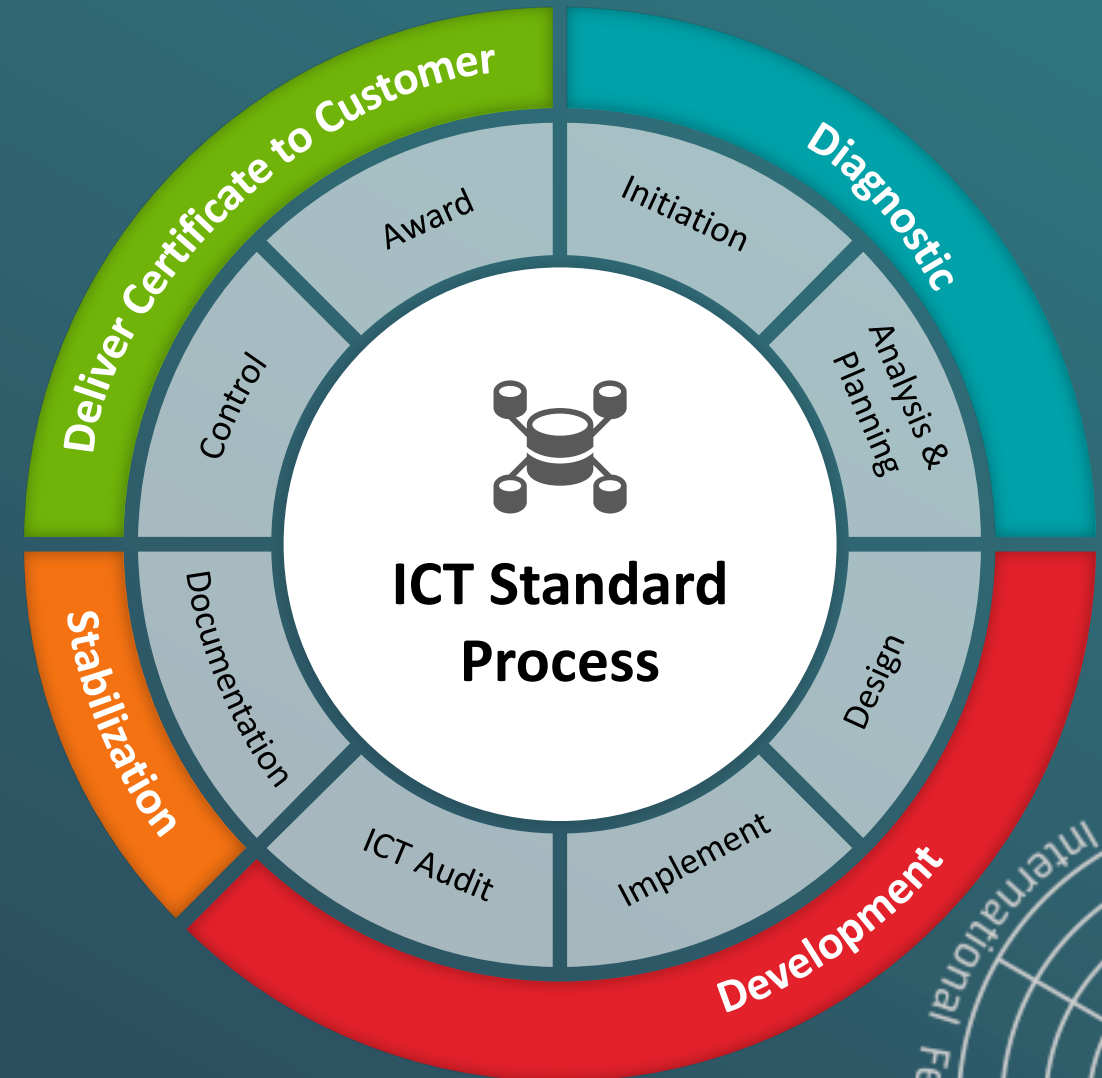 Deliver Certificate to Customer
Diagnostic
Award
Initiation
Control
Analysis &
Planning
ICT Standard
Process
Documentation
Design
Stabilization
ICT Audit
Implement
Development
International